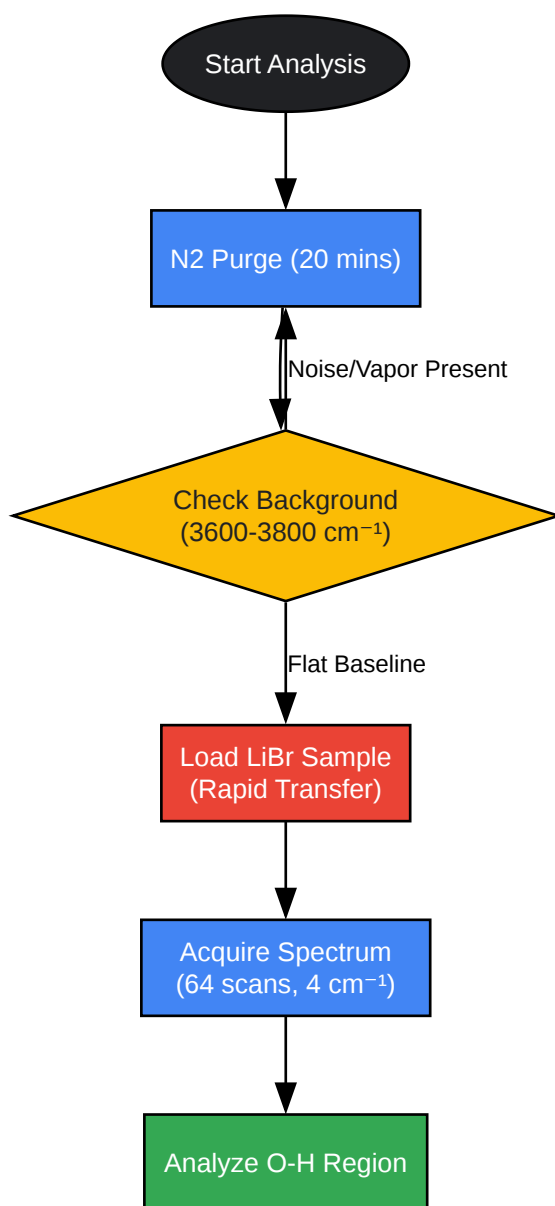 Start Analysis
N2 Purge (20 mins)
Noise/Vapor Present
Check Background
(3600-3800 cm⁻¹)
Flat Baseline
Load LiBr Sample
(Rapid Transfer)
Acquire Spectrum
(64 scans, 4 cm⁻¹)
Analyze O-H Region